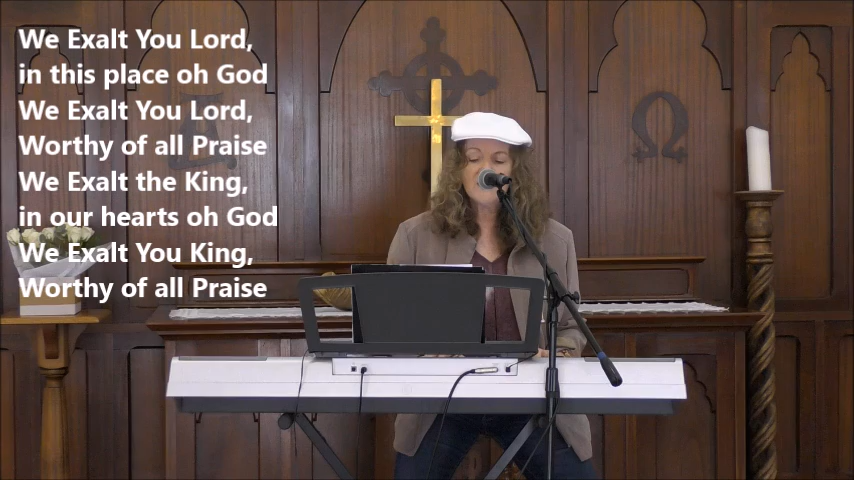 We Exalt You Lord,
in this place oh God
We Exalt You Lord,
Worthy of all Praise
We Exalt the King,
in our hearts oh God
We Exalt You King,
Worthy of all Praise
Ω